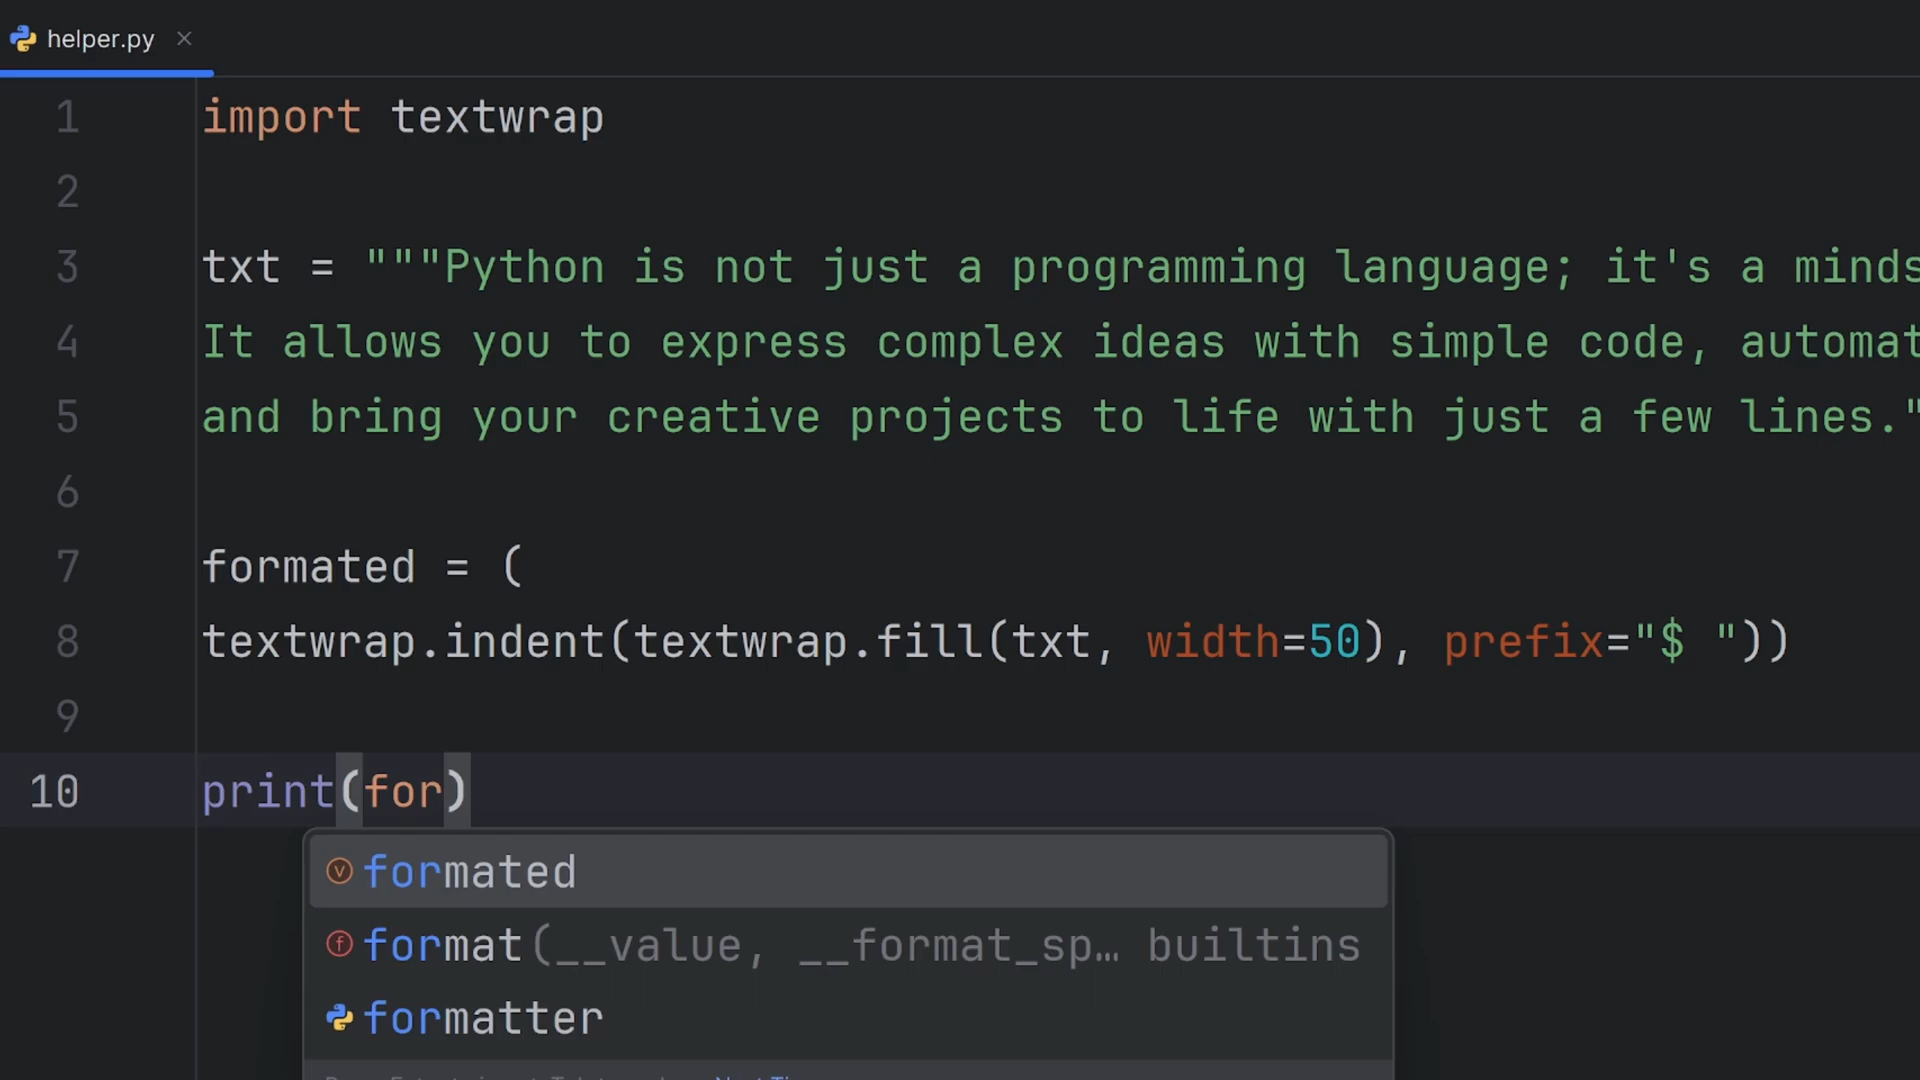 helper.py
1 import textwrap
2
3 txt = """Python is not just a programming language; it's a minds
4 It allows you to express complex ideas with simple code, automat
5 and bring your creative projects to life with just a few lines."
6
7 formated = (
8 textwrap.indent(textwrap.fill(txt, width=50), prefix="$ "))
9
10 print(for)
formated
format(__value, __format_sp… builtins
formatter